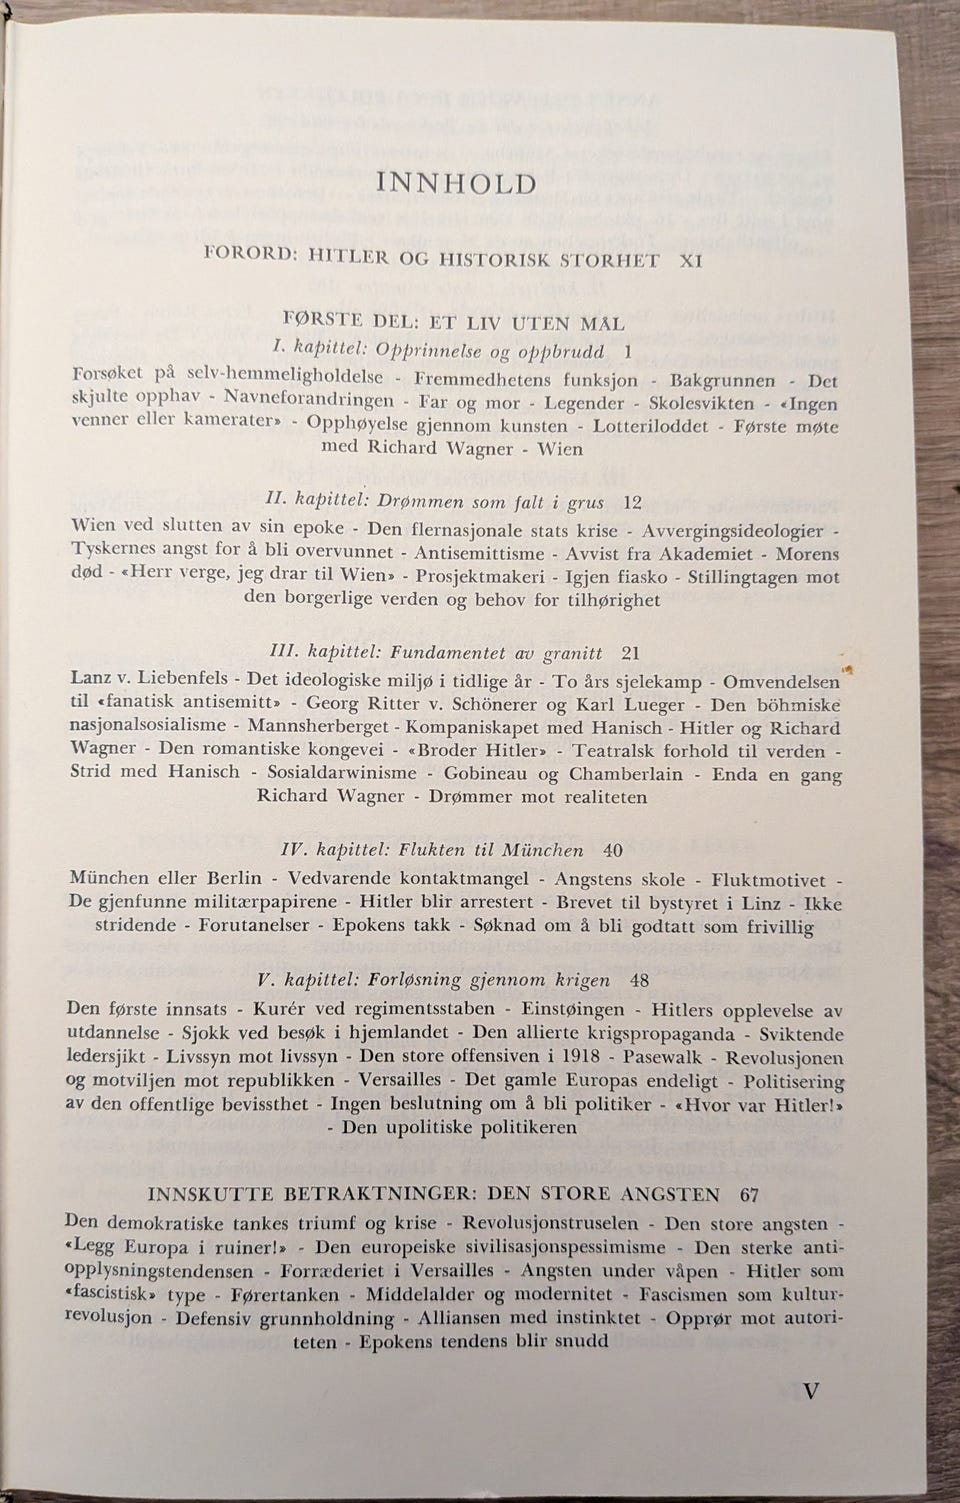 INNHOLD
FORORD: HITLER OG HISTORISK STORHET XI
FØRSTE DEL: ET LIV UTEN MÅL
I. kapittel: Opprinnelse og oppbrudd 1
Forsøket på selv-hemmeligholdelse - Fremmedhetens funksjon - Bakgrunnen - Det
skjulte opphav - Navneforandringen - Far og mor - Legender - Skolesvikten - «Ingen
venner eller kamerater» - Opphøyelse gjennom kunsten - Lotteriloddet - Første møte
med Richard Wagner - Wien
II. kapittel: Drømmen som falt i grus 12
Wien ved slutten av sin epoke - Den flernasjonale stats krise - Avvergingsideologier -
Tyskernes angst for å bli overvunnet - Antisemittisme - Avvist fra Akademiet - Morens
død - «Herr verge, jeg drar til Wien» - Prosjektmakeri - Igjen fiasko - Stillingtagen mot
den borgerlige verden og behov for tilhørighet
III. kapittel: Fundamentet av granitt 21
Lanz v. Liebenfels - Det ideologiske miljø i tidlige år - To års sjelekamp - Omvendelsen
til «fanatisk antisemitt» - Georg Ritter v. Schönerer og Karl Lueger - Den böhmiske
nasjonalsosialisme - Mannsherberget - Kompaniskapet med Hanisch - Hitler og Richard
Wagner - Den romantiske kongevei - «Broder Hitler» - Teatralsk forhold til verden -
Strid med Hanisch - Sosialdarwinisme - Gobineau og Chamberlain - Enda en gang
Richard Wagner - Drømmer mot realiteten
IV. kapittel: Flukten til München 40
München eller Berlin - Vedvarende kontaktmangel - Angstens skole - Fluktmotivet -
De gjenfunne militærpapirene - Hitler blir arrestert - Brevet til bystyret i Linz - Ikke
stridende - Forutanelser - Epokens takk - Søknad om å bli godtatt som frivillig
V. kapittel: Forløsning gjennom krigen 48
Den første innsats - Kurér ved regimentsstaben - Einstøingen - Hitlers opplevelse av
utdannelse - Sjokk ved besøk i hjemlandet - Den allierte krigspropaganda - Sviktende
ledersjikt - Livssyn mot livssyn - Den store offensiven i 1918 - Pasewalk - Revolusjonen
og motviljen mot republikken - Versailles - Det gamle Europas endeligt - Politisering
av den offentlige bevissthet - Ingen beslutning om å bli politiker - «Hvor var Hitler!»
- Den upolitiske politikeren
INNSKUTTE BETRAKTNINGER: DEN STORE ANGSTEN 67
Den demokratiske tankes triumf og krise - Revolusjonstruselen - Den store angsten -
«Legg Europa i ruiner!» - Den europeiske sivilisasjonspessimisme - Den sterke anti-
opplysningstendensen - Forræderiet i Versailles - Angsten under våpen - Hitler som
«fascistisk» type - Førertanken - Middelalder og modernitet - Fascismen som kultur-
revolusjon - Defensiv grunnholdning - Alliansen med instinktet - Opprør mot autori-
teten - Epokens tendens blir snudd
V